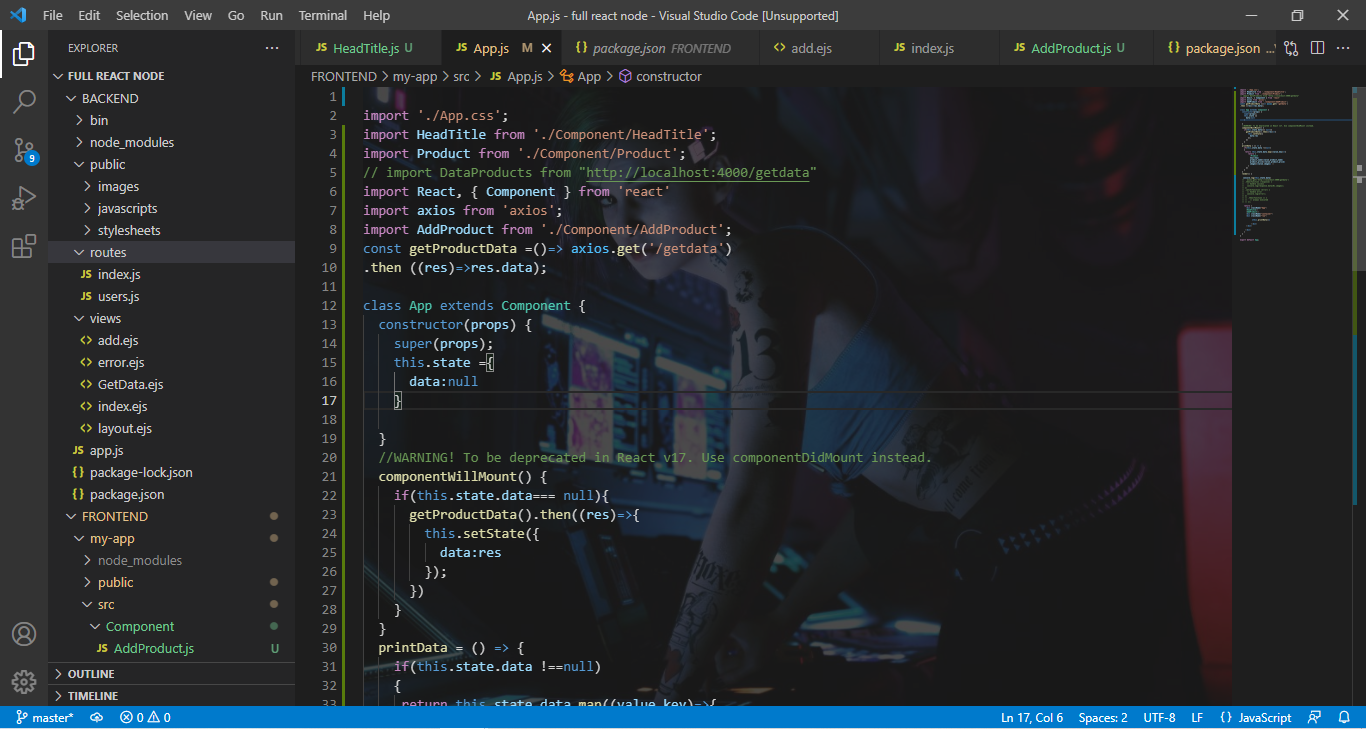 File Edit Selection View Go Run Terminal Help App.js - full react node - Visual Studio Code [Unsupported]
EXPLORER ···
JS HeadTitle.js U JS App.js M {} package.json FRONTEND <> add.ejs JS index.js JS AddProduct.js U {} package.json ...
FRONTEND > my-app > src > JS App.js > App > constructor
FULL REACT NODE
BACKEND
bin
node_modules
public
images
javascripts
stylesheets
routes
JS index.js
JS users.js
views
<> add.ejs
<> error.ejs
<> GetData.ejs
<> index.ejs
<> layout.ejs
JS app.js
{} package-lock.json
{} package.json
FRONTEND
my-app
node_modules
public
src
Component
JS AddProduct.js U
OUTLINE
TIMELINE
9
1
2 import './App.css';
3 import HeadTitle from './Component/HeadTitle';
4 import Product from './Component/Product';
5 // import DataProducts from "http://localhost:4000/getdata"
6 import React, { Component } from 'react'
7 import axios from 'axios';
8 import AddProduct from './Component/AddProduct';
9 const getProductData =()=> axios.get('/getdata')
10 .then ((res)=>res.data);
11
12 class App extends Component {
13 constructor(props) {
14 super(props);
15 this.state ={
16 data:null
17 }
18
19 }
20 //WARNING! To be deprecated in React v17. Use componentDidMount instead.
21 componentWillMount() {
22 if(this.state.data=== null){
23 getProductData().then((res)=>{
24 this.setState({
25 data:res
26 });
27 })
28 }
29 }
30 printData = () => {
31 if(this.state.data !==null)
32 {
33 return this.state.data.map((value,key)=>{
master* 0 0 Ln 17, Col 6 Spaces: 2 UTF-8 LF {} JavaScript